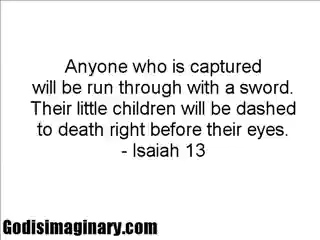 Anyone who is captured
will be run through with a sword.
Their little children will be dashed
to death right before their eyes.
- Isaiah 13
Godisimaginary.com